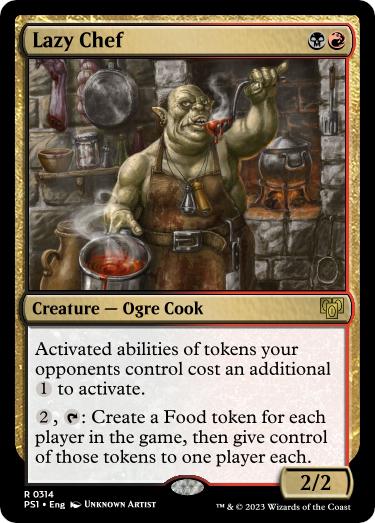 Lazy Chef
Creature — Ogre Cook
Activated abilities of tokens your
opponents control cost an additional
1 to activate.
2, : Create a Food token for each
player in the game, then give control
of those tokens to one player each.
2/2
R 0314
PS1 • Eng Unknown Artist
™ & © 2023 Wizards of the Coast